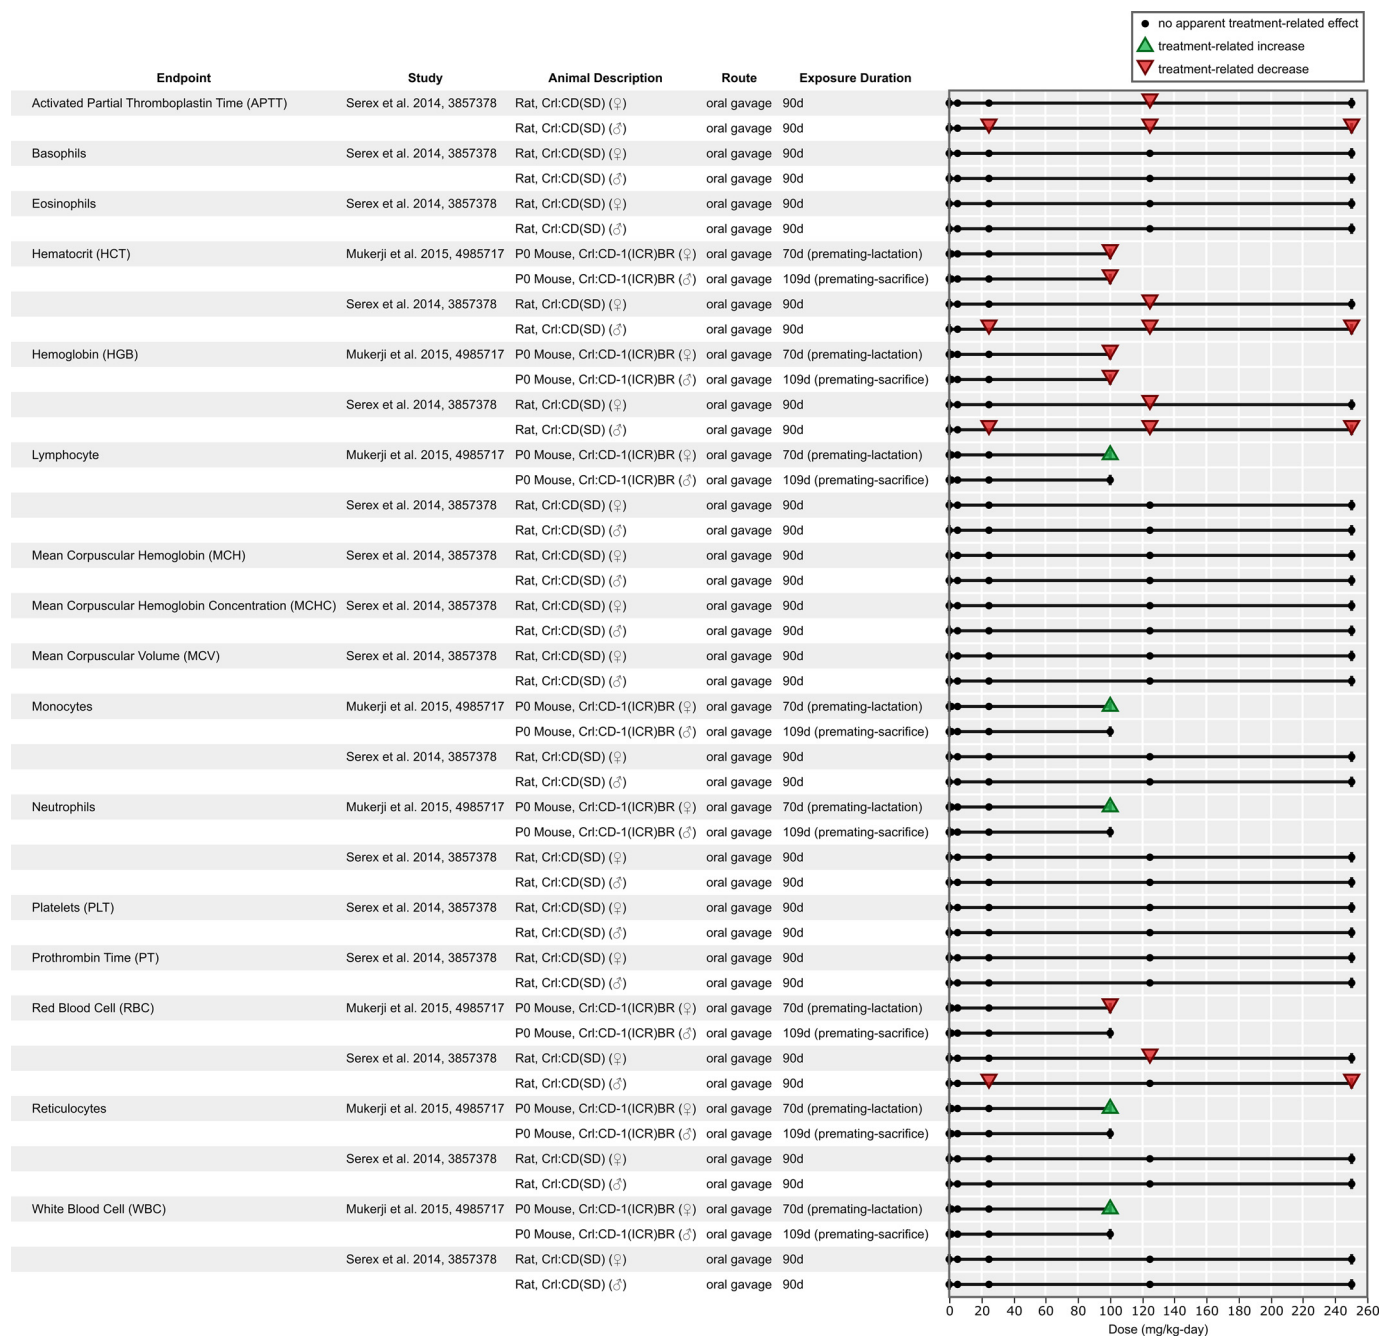 no apparent treatment-related effect
treatment-related increase
treatment-related decrease
Endpoint Study Animal Description Route Exposure Duration
Activated Partial Thromboplastin Time (APTT) Serex et al. 2014, 3857378 Rat, Crl:CD(SD) (♀) oral gavage 90d
Rat, Crl:CD(SD) (♂) oral gavage 90d
Basophils Serex et al. 2014, 3857378 Rat, Crl:CD(SD) (♀) oral gavage 90d
Rat, Crl:CD(SD) (♂) oral gavage 90d
Eosinophils Serex et al. 2014, 3857378 Rat, Crl:CD(SD) (♀) oral gavage 90d
Rat, Crl:CD(SD) (♂) oral gavage 90d
Hematocrit (HCT) Mukerji et al. 2015, 4985717 P0 Mouse, Crl:CD-1(ICR)BR (♀) oral gavage 70d (premating-lactation)
P0 Mouse, Crl:CD-1(ICR)BR (♂) oral gavage 109d (premating-sacrifice)
Serex et al. 2014, 3857378 Rat, Crl:CD(SD) (♀) oral gavage 90d
Rat, Crl:CD(SD) (♂) oral gavage 90d
Hemoglobin (HGB) Mukerji et al. 2015, 4985717 P0 Mouse, Crl:CD-1(ICR)BR (♀) oral gavage 70d (premating-lactation)
P0 Mouse, Crl:CD-1(ICR)BR (♂) oral gavage 109d (premating-sacrifice)
Serex et al. 2014, 3857378 Rat, Crl:CD(SD) (♀) oral gavage 90d
Rat, Crl:CD(SD) (♂) oral gavage 90d
Lymphocyte Mukerji et al. 2015, 4985717 P0 Mouse, Crl:CD-1(ICR)BR (♀) oral gavage 70d (premating-lactation)
P0 Mouse, Crl:CD-1(ICR)BR (♂) oral gavage 109d (premating-sacrifice)
Serex et al. 2014, 3857378 Rat, Crl:CD(SD) (♀) oral gavage 90d
Rat, Crl:CD(SD) (♂) oral gavage 90d
Mean Corpuscular Hemoglobin (MCH) Serex et al. 2014, 3857378 Rat, Crl:CD(SD) (♀) oral gavage 90d
Rat, Crl:CD(SD) (♂) oral gavage 90d
Mean Corpuscular Hemoglobin Concentration (MCHC) Serex et al. 2014, 3857378 Rat, Crl:CD(SD) (♀) oral gavage 90d
Rat, Crl:CD(SD) (♂) oral gavage 90d
Mean Corpuscular Volume (MCV) Serex et al. 2014, 3857378 Rat, Crl:CD(SD) (♀) oral gavage 90d
Rat, Crl:CD(SD) (♂) oral gavage 90d
Monocytes Mukerji et al. 2015, 4985717 P0 Mouse, Crl:CD-1(ICR)BR (♀) oral gavage 70d (premating-lactation)
P0 Mouse, Crl:CD-1(ICR)BR (♂) oral gavage 109d (premating-sacrifice)
Serex et al. 2014, 3857378 Rat, Crl:CD(SD) (♀) oral gavage 90d
Rat, Crl:CD(SD) (♂) oral gavage 90d
Neutrophils Mukerji et al. 2015, 4985717 P0 Mouse, Crl:CD-1(ICR)BR (♀) oral gavage 70d (premating-lactation)
P0 Mouse, Crl:CD-1(ICR)BR (♂) oral gavage 109d (premating-sacrifice)
Serex et al. 2014, 3857378 Rat, Crl:CD(SD) (♀) oral gavage 90d
Rat, Crl:CD(SD) (♂) oral gavage 90d
Platelets (PLT) Serex et al. 2014, 3857378 Rat, Crl:CD(SD) (♀) oral gavage 90d
Rat, Crl:CD(SD) (♂) oral gavage 90d
Prothrombin Time (PT) Serex et al. 2014, 3857378 Rat, Crl:CD(SD) (♀) oral gavage 90d
Rat, Crl:CD(SD) (♂) oral gavage 90d
Red Blood Cell (RBC) Mukerji et al. 2015, 4985717 P0 Mouse, Crl:CD-1(ICR)BR (♀) oral gavage 70d (premating-lactation)
P0 Mouse, Crl:CD-1(ICR)BR (♂) oral gavage 109d (premating-sacrifice)
Serex et al. 2014, 3857378 Rat, Crl:CD(SD) (♀) oral gavage 90d
Rat, Crl:CD(SD) (♂) oral gavage 90d
Reticulocytes Mukerji et al. 2015, 4985717 P0 Mouse, Crl:CD-1(ICR)BR (♀) oral gavage 70d (premating-lactation)
P0 Mouse, Crl:CD-1(ICR)BR (♂) oral gavage 109d (premating-sacrifice)
Serex et al. 2014, 3857378 Rat, Crl:CD(SD) (♀) oral gavage 90d
Rat, Crl:CD(SD) (♂) oral gavage 90d
White Blood Cell (WBC) Mukerji et al. 2015, 4985717 P0 Mouse, Crl:CD-1(ICR)BR (♀) oral gavage 70d (premating-lactation)
P0 Mouse, Crl:CD-1(ICR)BR (♂) oral gavage 109d (premating-sacrifice)
Serex et al. 2014, 3857378 Rat, Crl:CD(SD) (♀) oral gavage 90d
Rat, Crl:CD(SD) (♂) oral gavage 90d
0 20 40 60 80 100 120 140 160 180 200 220 240 260
Dose (mg/kg-day)